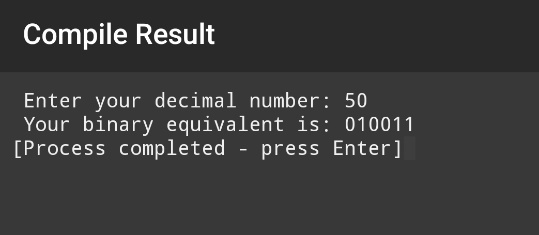 Compile Result
Enter your decimal number: 50
Your binary equivalent is: 010011
[Process completed - press Enter]